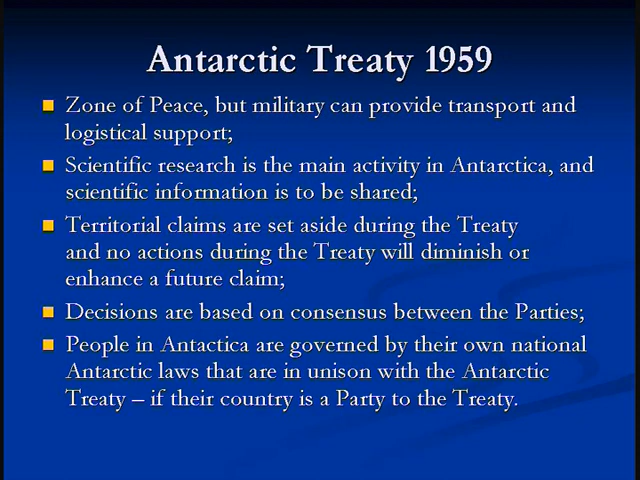 Antarctic Treaty 1959
Zone of Peace, but military can provide transport and
logistical support;
Scientific research is the main activity in Antarctica, and
scientific information is to be shared;
Territorial claims are set aside during the Treaty
and no actions during the Treaty will diminish or
enhance a future claim;
Decisions are based on consensus between the Parties;
People in Antactica are governed by their own national
Antarctic laws that are in unison with the Antarctic
Treaty – if their country is a Party to the Treaty.